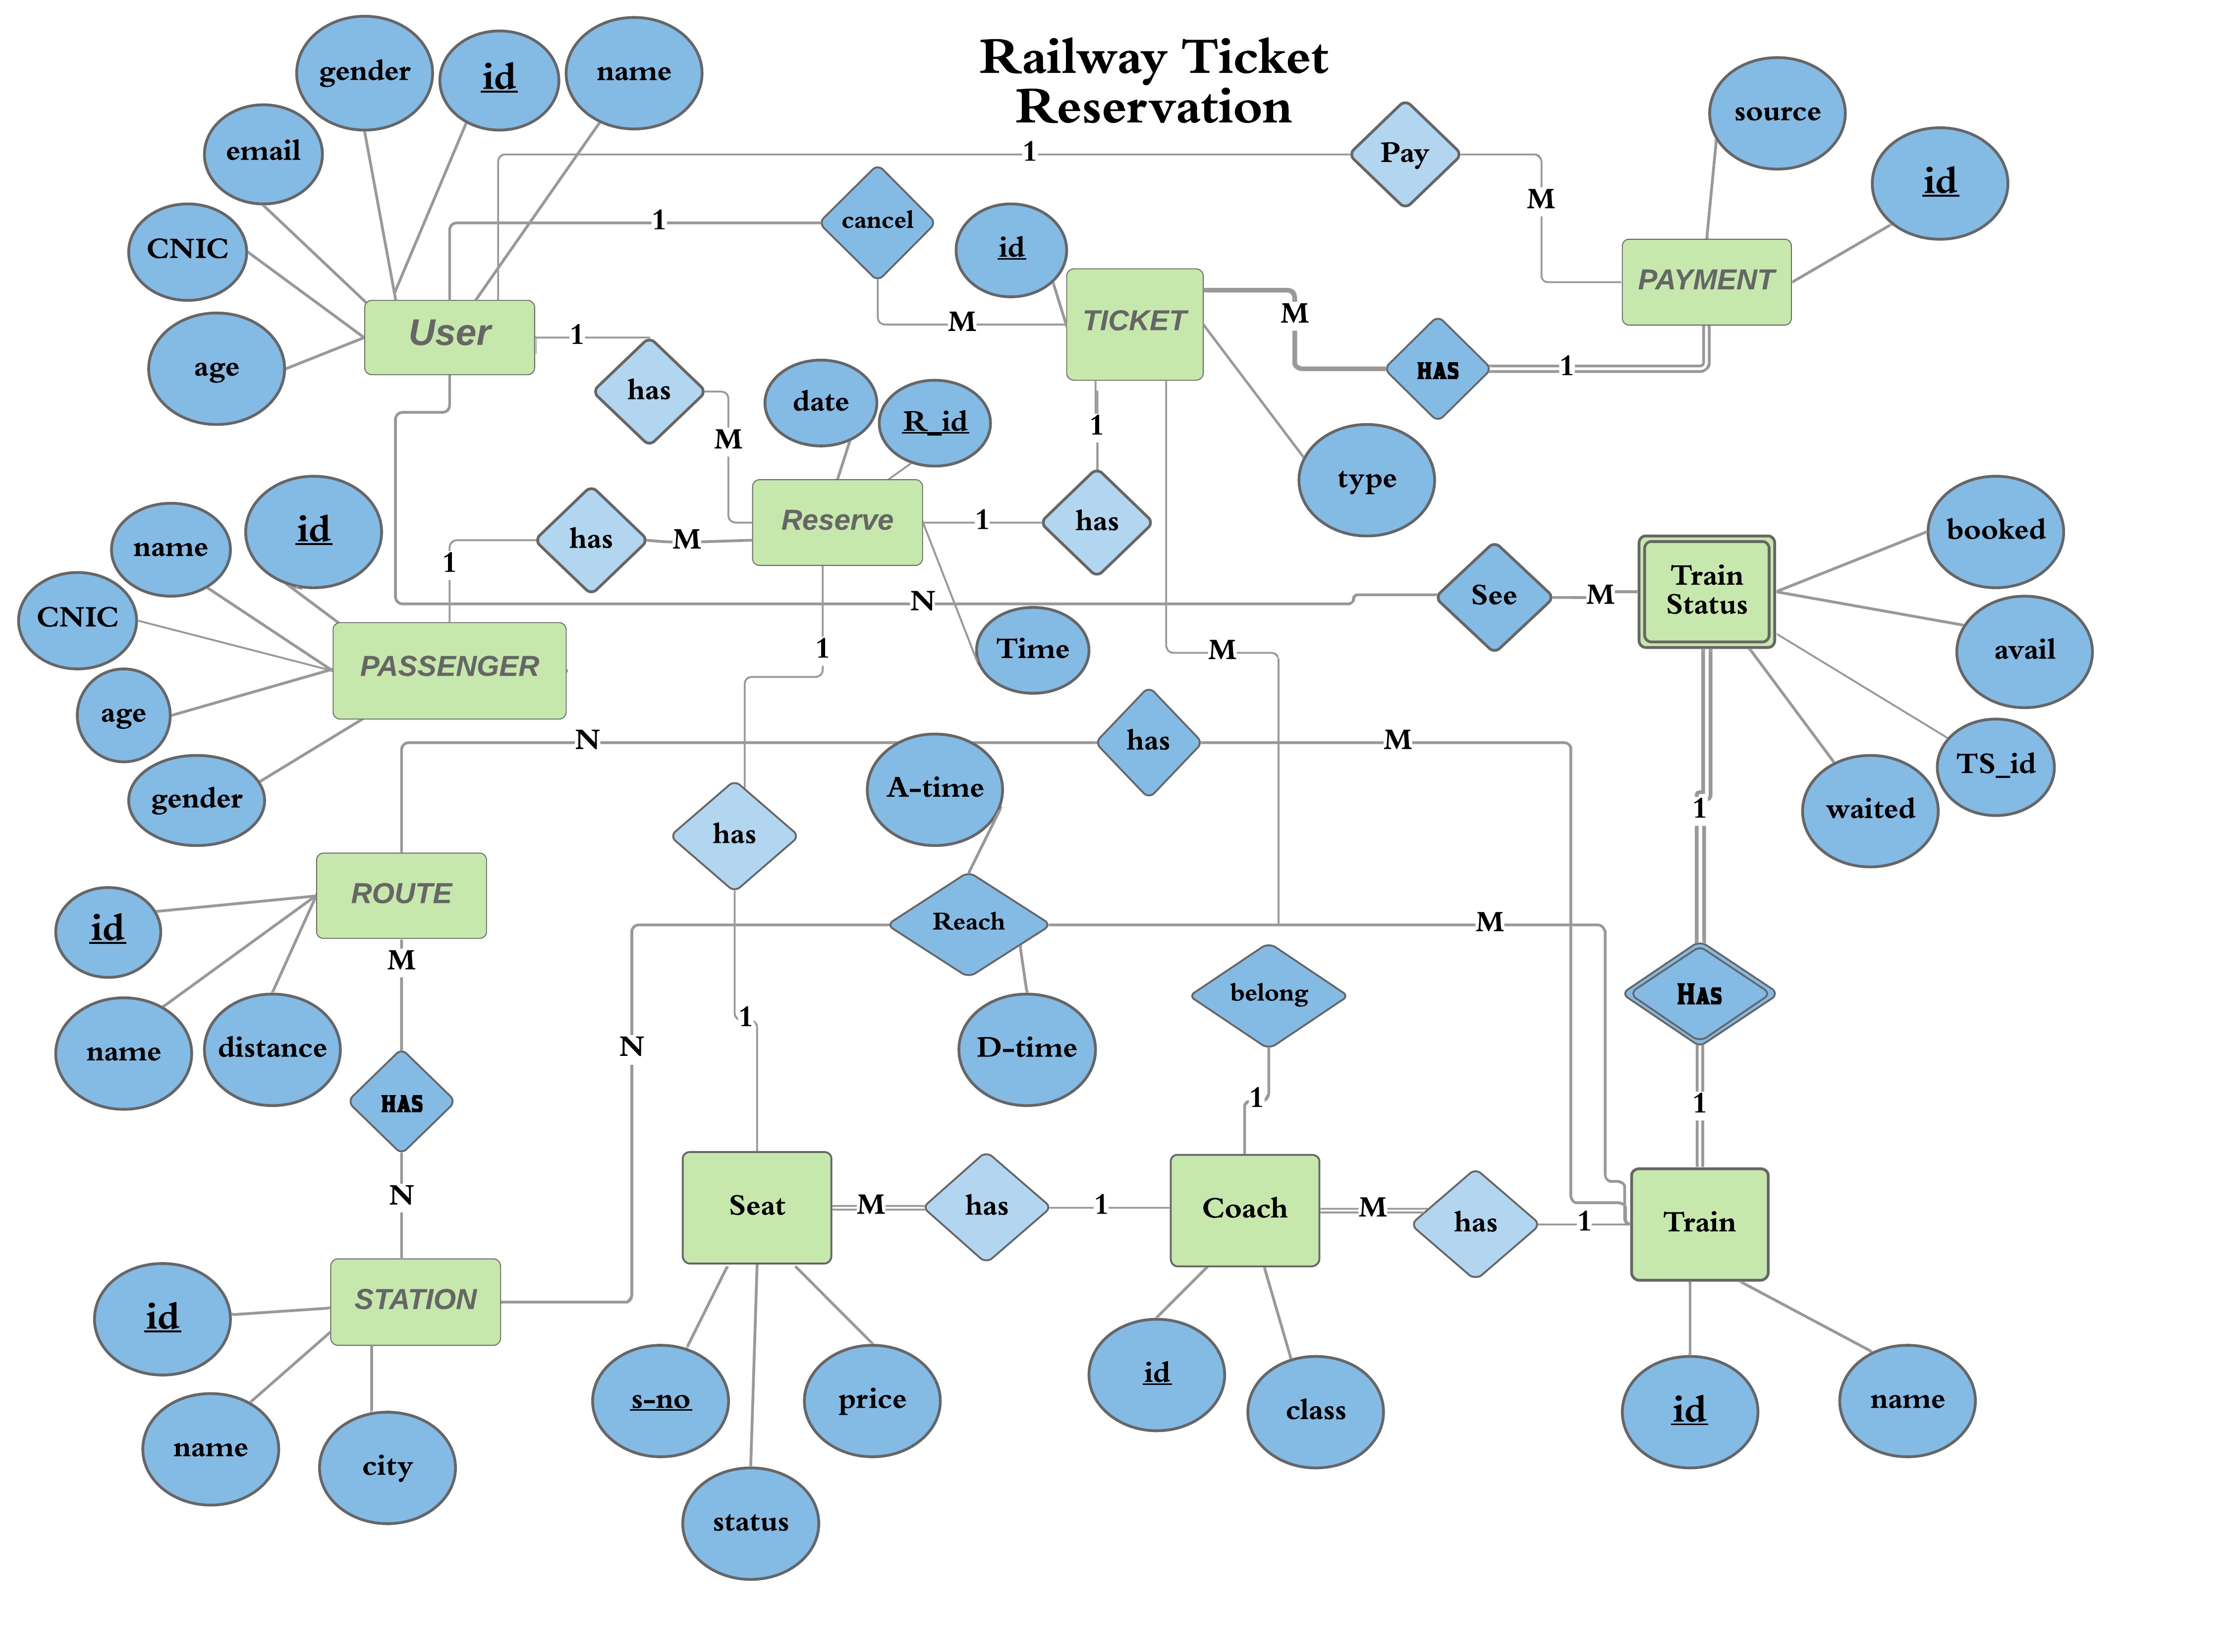 Railway Ticket
Reservation
gender
id
name
email
CNIC
age
User
1
Pay
M
source
id
PAYMENT
1
cancel
M
id
TICKET
M
HAS
1
type
1
has
M
date
R_id
Reserve
1
has
1
Time
M
has
1
name
id
CNIC
age
gender
PASSENGER
N
See
M
Train
Status
booked
avail
TS_id
waited
1
M
N
has
M
A-time
has
1
Has
1
ROUTE
id
name
distance
M
HAS
N
Reach
M
N
D-time
belong
1
1
Seat
M
has
1
Coach
M
has
1
Train
STATION
id
name
city
s-no
status
price
id
class
id
name